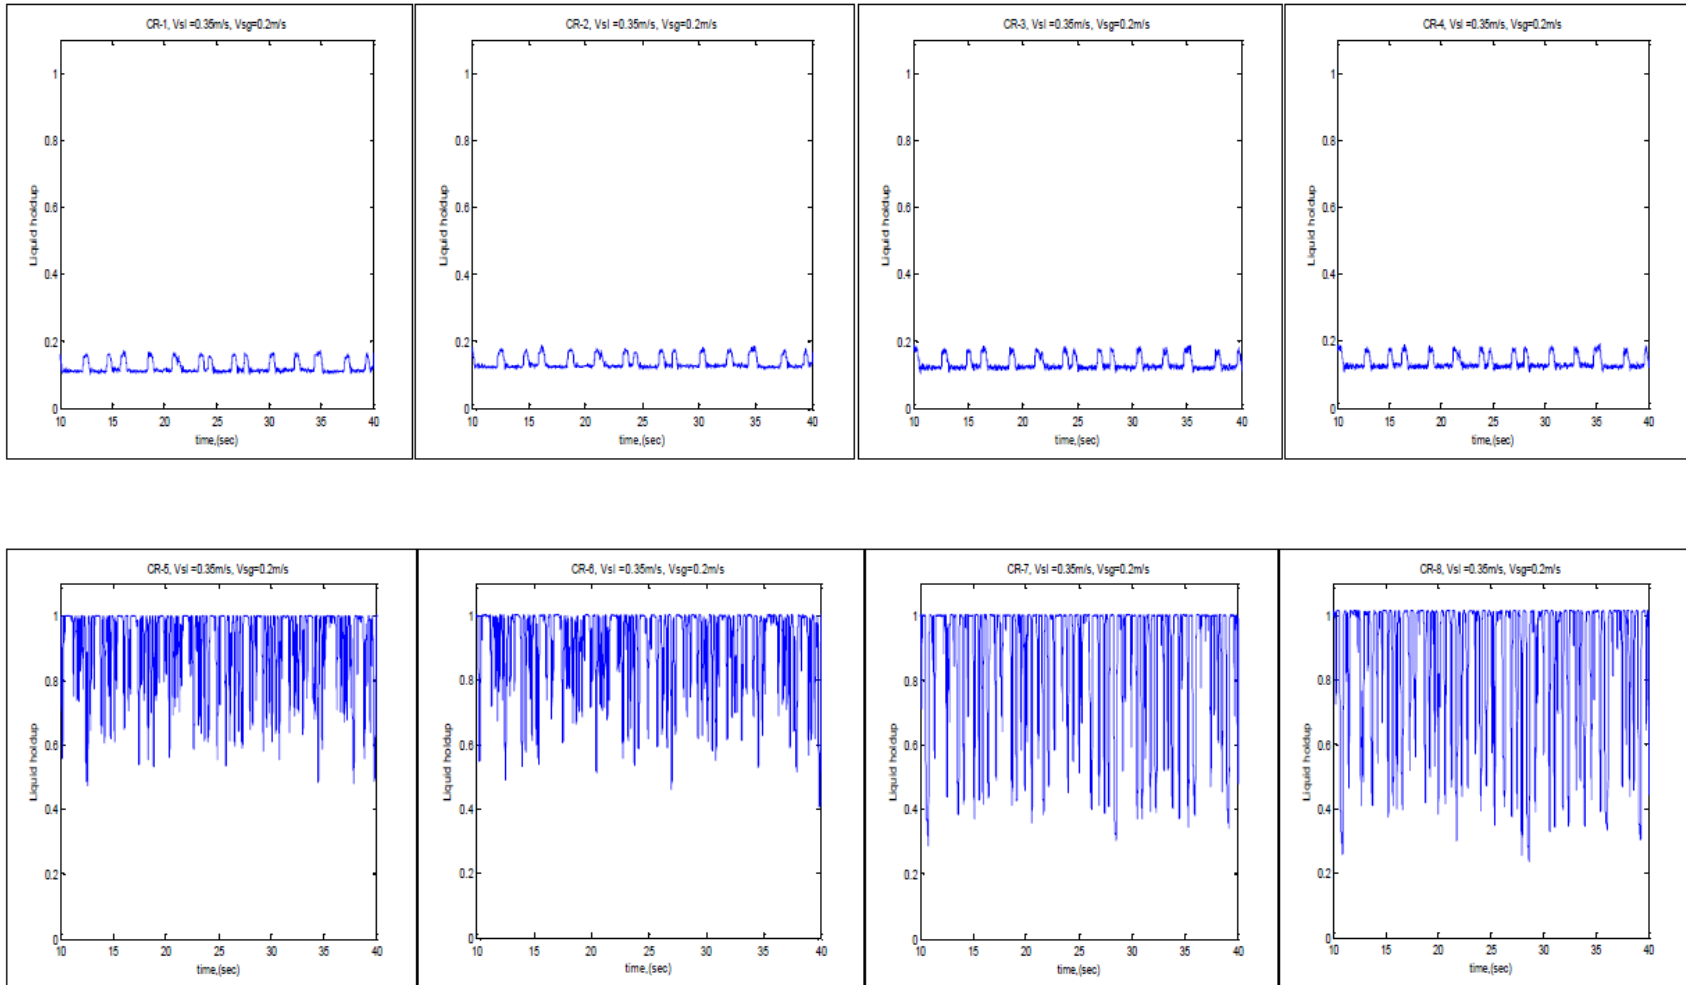 CR-1, Vsl =0.35m/s, Vsg=0.2m/s
1
0.8
0.6
0.4
0.2
0
Liquid holdup
10 15 20 25 30 35 40
time,(sec)
CR-2, Vsl =0.35m/s, Vsg=0.2m/s
1
0.8
0.6
0.4
0.2
0
Liquid holdup
10 15 20 25 30 35 40
time,(sec)
CR-3, Vsl =0.35m/s, Vsg=0.2m/s
1
0.8
0.6
0.4
0.2
0
Liquid holdup
10 15 20 25 30 35 40
time,(sec)
CR-4, Vsl =0.35m/s, Vsg=0.2m/s
1
0.8
0.6
0.4
0.2
0
Liquid holdup
10 15 20 25 30 35 40
time,(sec)
CR-5, Vsl =0.35m/s, Vsg=0.2m/s
1
0.8
0.6
0.4
0.2
0
Liquid holdup
10 15 20 25 30 35 40
time,(sec)
CR-6, Vsl =0.35m/s, Vsg=0.2m/s
1
0.8
0.6
0.4
0.2
0
Liquid holdup
10 15 20 25 30 35 40
time,(sec)
CR-7, Vsl =0.35m/s, Vsg=0.2m/s
1
0.8
0.6
0.4
0.2
0
Liquid holdup
10 15 20 25 30 35 40
time,(sec)
CR-8, Vsl =0.35m/s, Vsg=0.2m/s
1
0.8
0.6
0.4
0.2
0
Liquid holdup
10 15 20 25 30 35 40
time,(sec)